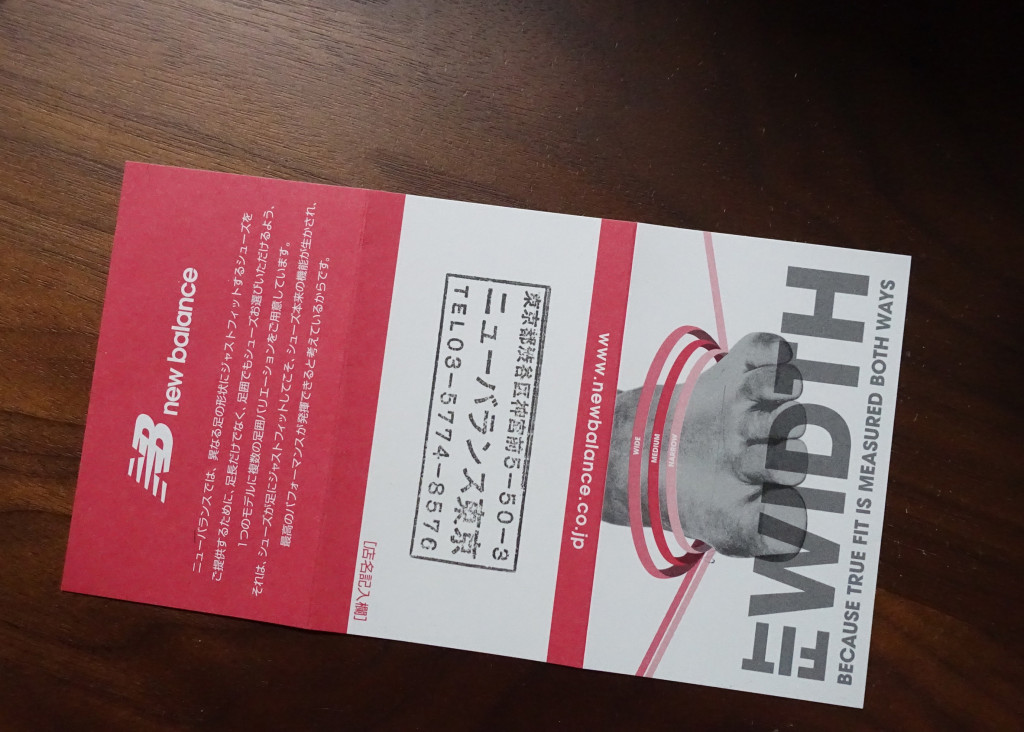 new balance
ニューバランスでは、異なる足の形状にジャストフィットするシューズを
ご提供するために、足長だけでなく、足囲でもシューズお選びいただけるよう、
1つのモデルに複数の足囲バリエーションをご用意しています。
それは、シューズが足にジャストフィットしてこそ、シューズ本来の機能が生かされ、
最高のパフォーマンスが発揮できると考えているからです。
[店名記入欄]
東京都渋谷区神宮前5-50-3
ニューバランス東京
TEL03-5774-8576
www.newbalance.co.jp
WIDE
MEDIUM
NARROW
FIT WIDTH
BECAUSE TRUE FIT IS MEASURED BOTH WAYS